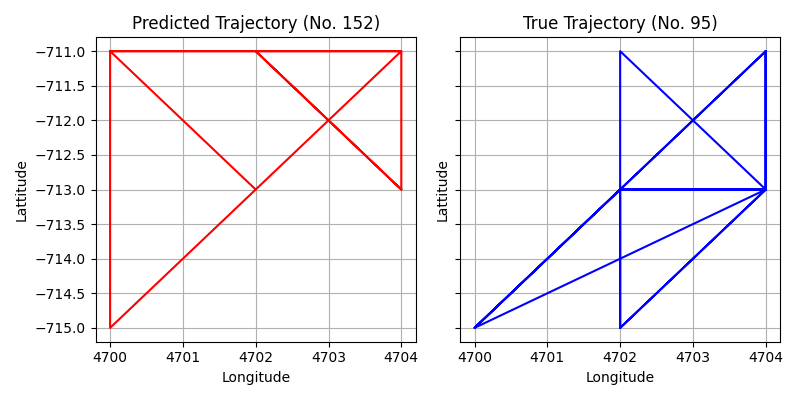 Predicted Trajectory (No. 152)
True Trajectory (No. 95)
−711.0
−711.5
−712.0
−712.5
−713.0
−713.5
−714.0
−714.5
−715.0
Lattitude
Lattitude
4700 4701 4702 4703 4704
4700 4701 4702 4703 4704
Longitude
Longitude